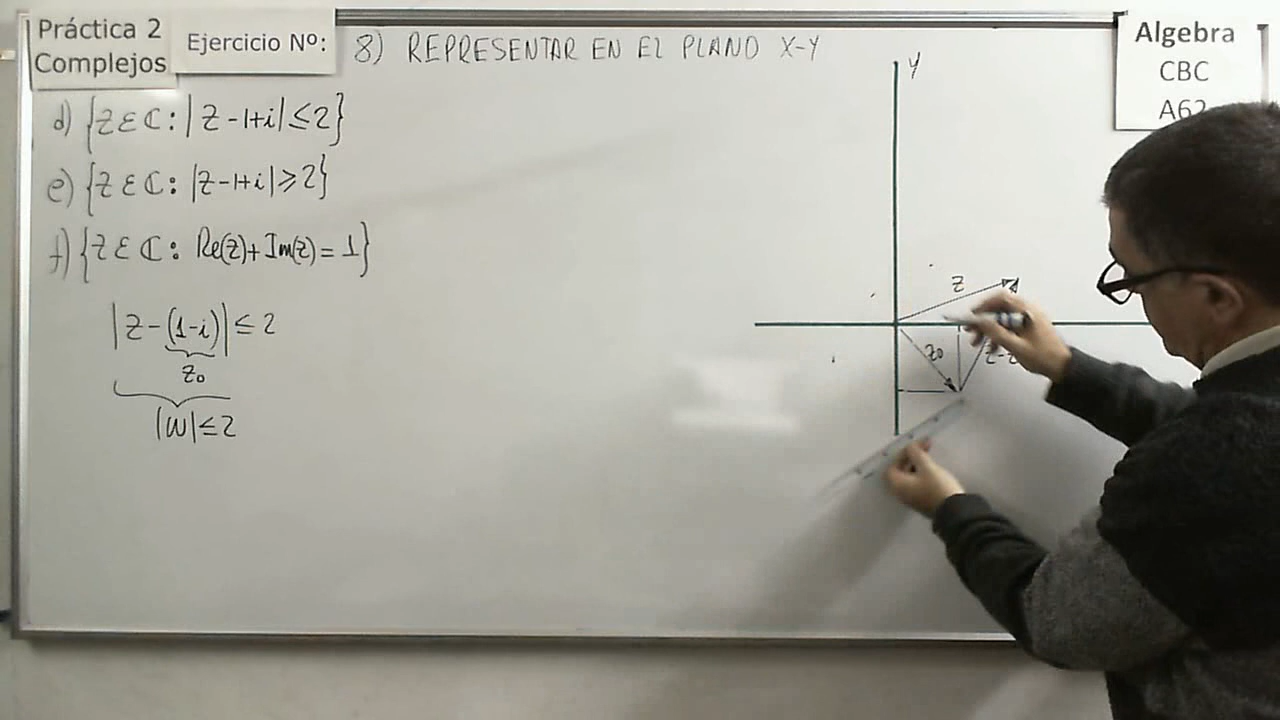 Práctica 2
Complejos
Ejercicio Nº:
8) REPRESENTAR EN EL PLANO X-Y
Algebra
CBC
A62
d) {Z ∈ ℂ: |Z-1+i| ≤ 2}
e) {Z ∈ ℂ: |Z-1+i| ≥ 2}
f) {Z ∈ ℂ: Re(z)+Im(z) = 1}
|Z-(1-i)| ≤ 2
z₀
|W| ≤ 2
Y
z
z₀
z-z